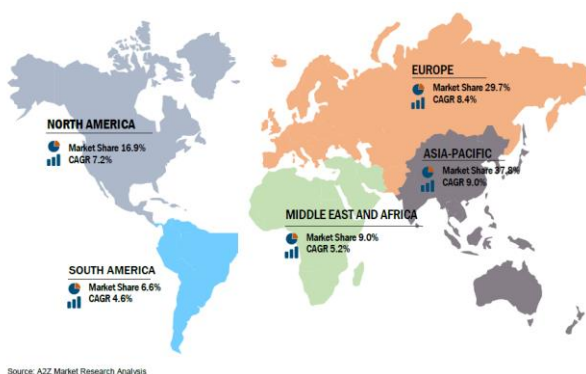 EUROPE
Market Share 29.7%
CAGR 8.4%
NORTH AMERICA
Market Share 16.9%
CAGR 7.2%
ASIA-PACIFIC
Market Share 37.8%
CAGR 9.0%
MIDDLE EAST AND AFRICA
Market Share 9.0%
CAGR 5.2%
SOUTH AMERICA
Market Share 6.6%
CAGR 4.6%
Source: A2Z Market Research Analysis